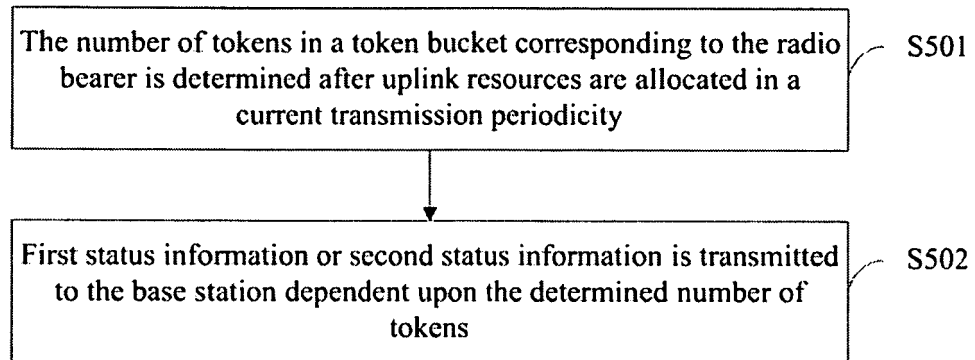 The number of tokens in a token bucket corresponding to the radio
bearer is determined after uplink resources are allocated in a
current transmission periodicity
S501
First status information or second status information is transmitted
to the base station dependent upon the determined number of
tokens
S502